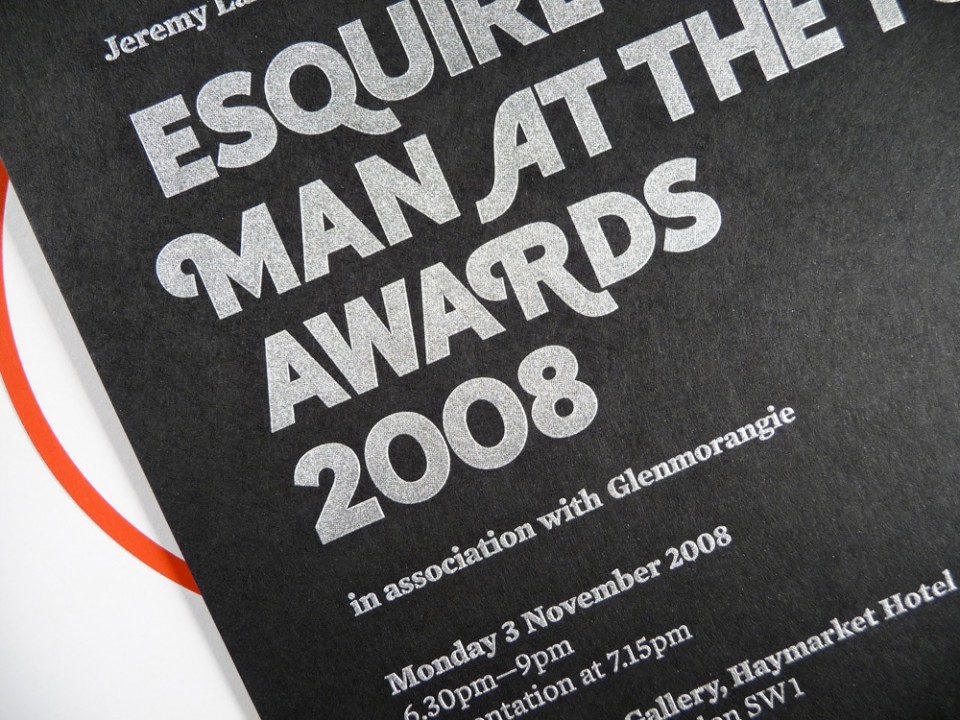 Jeremy
ESQUIRE
MAN AT THE
AWARDS
2008
in association with Glenmorangie
Monday 3 November 2008
6.30pm—9pm
at 7.15pm
Gallery, Haymarket Hotel
SW1